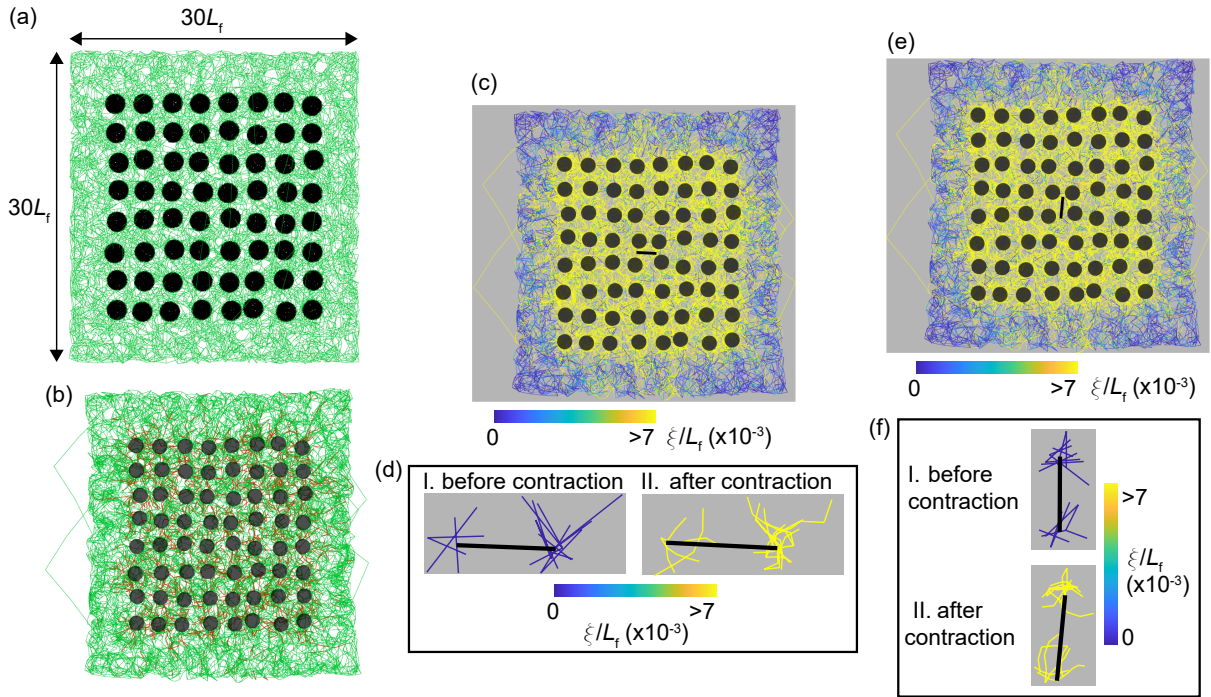 (a)
30Lf
30Lf
(b)
(c)
0 >7 ξ/Lf (x10-3)
(d)
I. before contraction II. after contraction
0 >7
ξ/Lf (x10-3)
(e)
0 >7 ξ/Lf (x10-3)
(f)
I. before
contraction
II. after
contraction
>7
ξ/Lf
(x10-3)
0